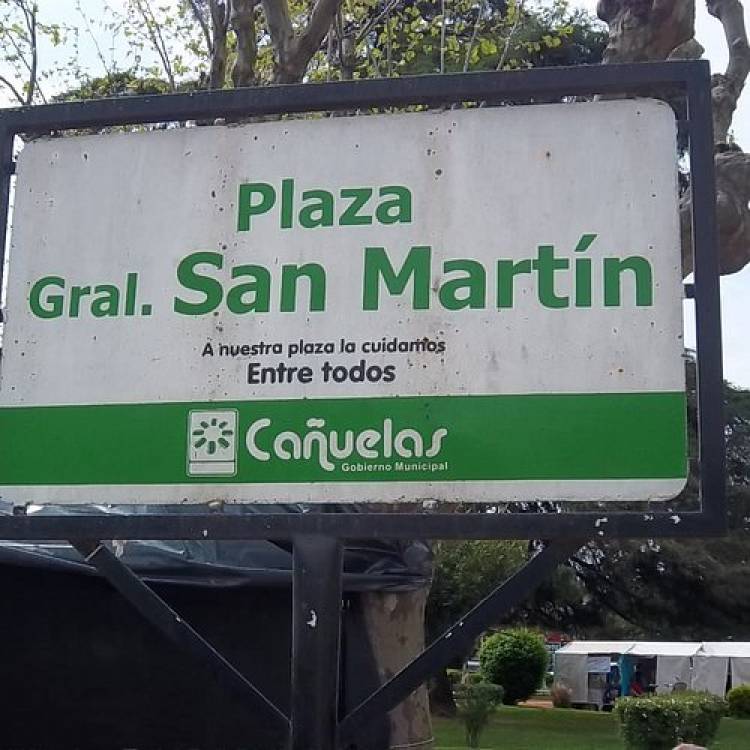 Plaza
Gral. San Martín
A nuestra plaza la cuidamos
Entre todos
Cañuelas
Gobierno Municipal